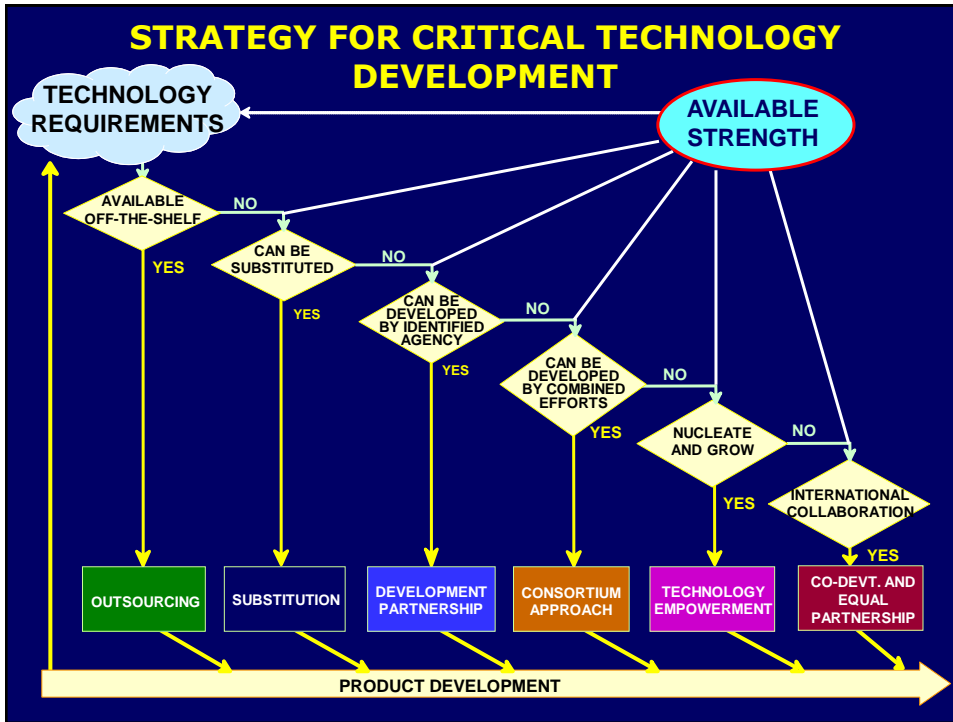 STRATEGY FOR CRITICAL TECHNOLOGY
DEVELOPMENT
TECHNOLOGY
REQUIREMENTS
AVAILABLE
STRENGTH
AVAILABLE
OFF-THE-SHELF
NO
YES
CAN BE
SUBSTITUTED
NO
YES
CAN BE
DEVELOPED
BY IDENTIFIED
AGENCY
NO
YES
CAN BE
DEVELOPED
BY COMBINED
EFFORTS
NO
YES
NUCLEATE
AND GROW
NO
YES
INTERNATIONAL
COLLABORATION
YES
OUTSOURCING
SUBSTITUTION
DEVELOPMENT
PARTNERSHIP
CONSORTIUM
APPROACH
TECHNOLOGY
EMPOWERMENT
CO-DEVT. AND
EQUAL
PARTNERSHIP
PRODUCT DEVELOPMENT